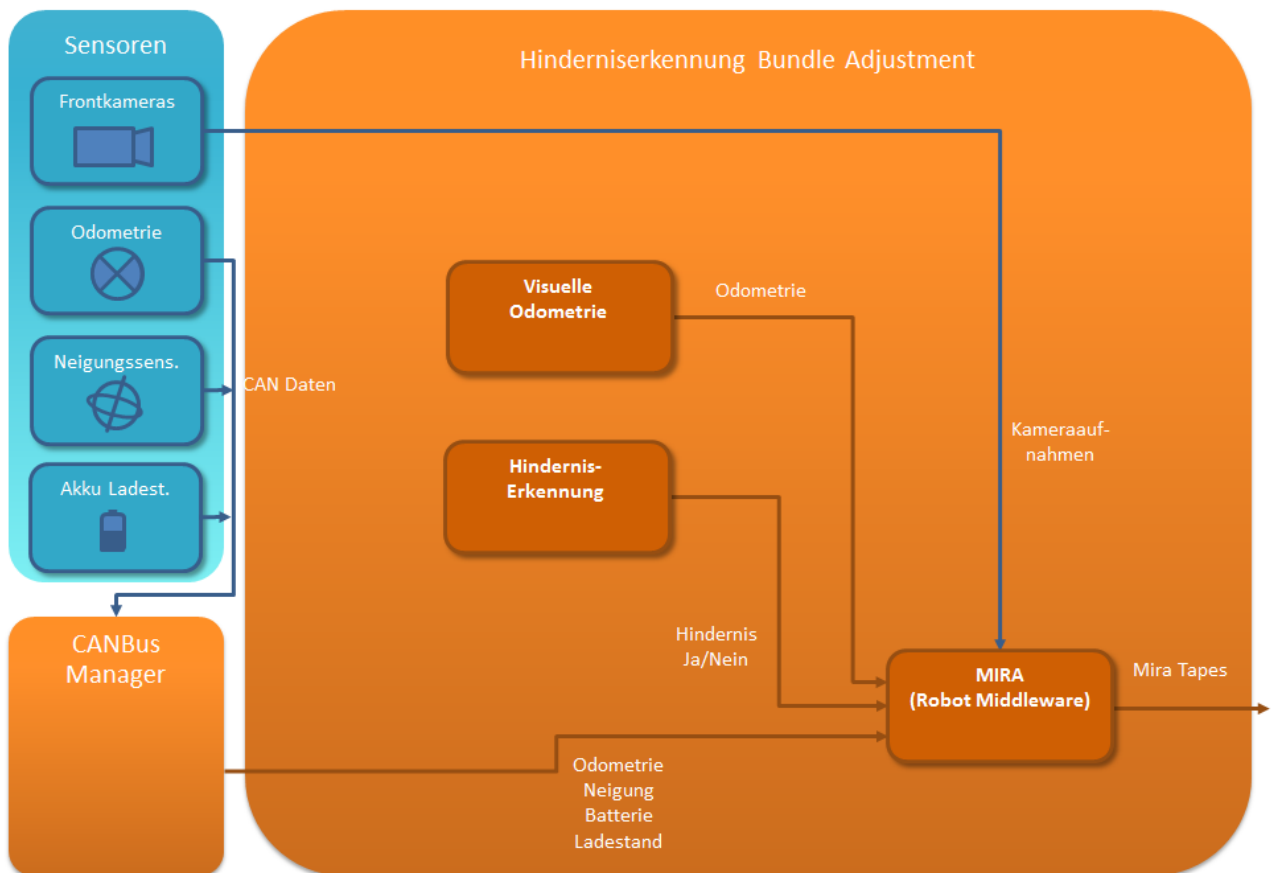 Sensoren
Frontkameras
Odometrie
Neigungssens.
Akku Ladest.
CAN Daten
CANBus
Manager
Hinderniserkennung Bundle Adjustment
Visuelle
Odometrie
Odometrie
Hindernis-
Erkennung
Kameraauf-
nahmen
Hindernis
Ja/Nein
MIRA
(Robot Middleware)
Mira Tapes
Odometrie
Neigung
Batterie
Ladestand